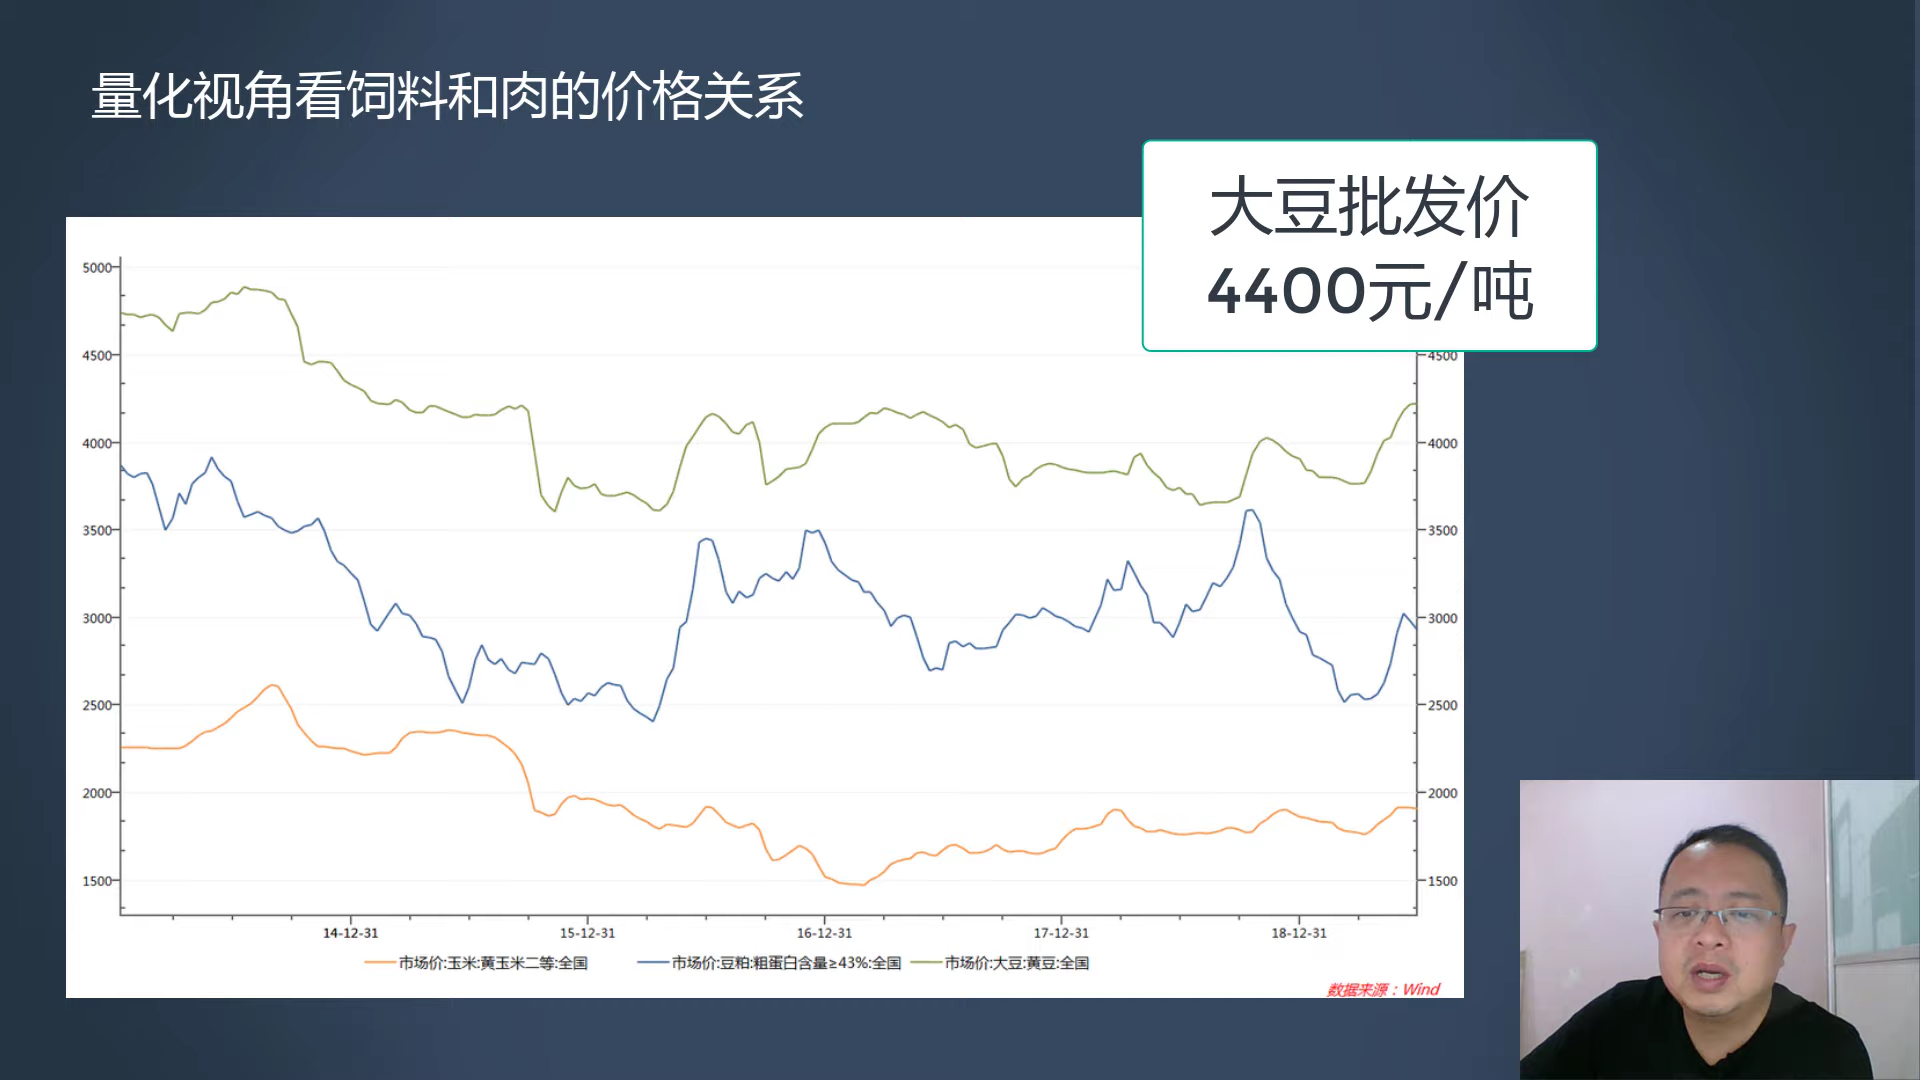 量化视角看饲料和肉的价格关系
大豆批发价
4400元/吨
5000
4500
4000
3500
3000
2500
2000
1500
4500
4000
3500
3000
2500
2000
1500
14-12-31 15-12-31 16-12-31 17-12-31 18-12-31
市场价:玉米:黄玉米二等:全国 市场价:豆粕:粗蛋白含量≥43%:全国 市场价:大豆:黄豆:全国
数据来源：Wind